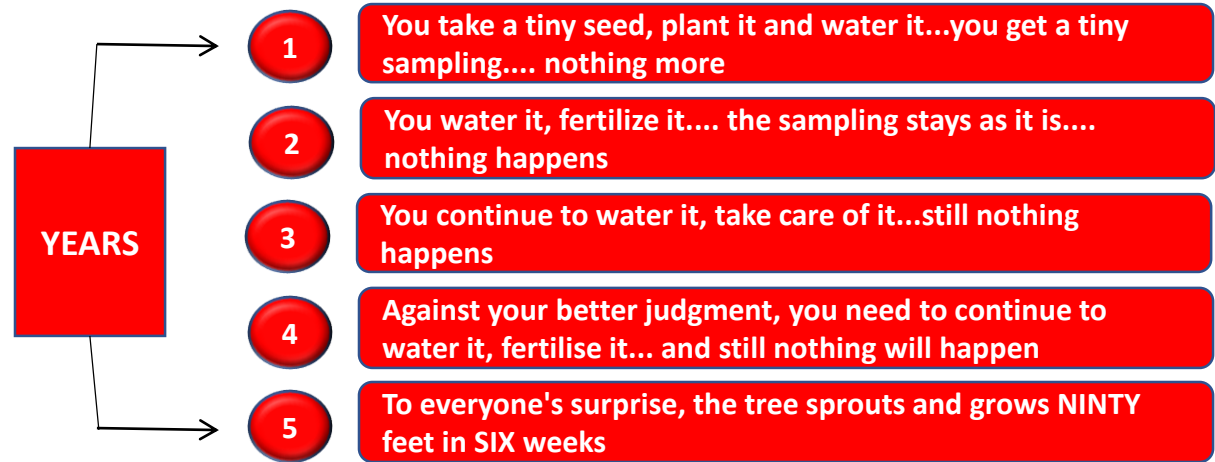 YEARS
1
You take a tiny seed, plant it and water it...you get a tiny
sampling.... nothing more
2
You water it, fertilize it.... the sampling stays as it is....
nothing happens
3
You continue to water it, take care of it...still nothing
happens
4
Against your better judgment, you need to continue to
water it, fertilise it... and still nothing will happen
5
To everyone's surprise, the tree sprouts and grows NINTY
feet in SIX weeks